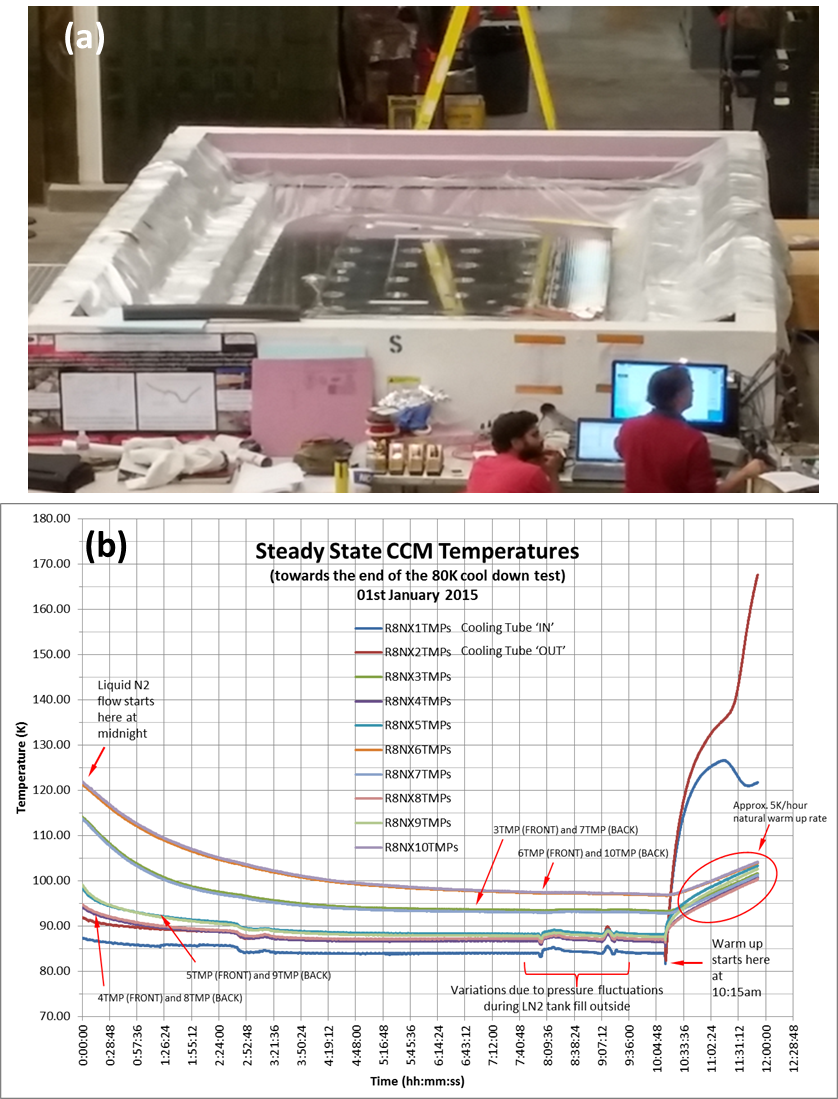 (a)
S
(b)
Steady State CCM Temperatures
(towards the end of the 80K cool down test)
01st January 2015
180.00
170.00
160.00
150.00
140.00
130.00
120.00
110.00
100.00
90.00
80.00
70.00
Temperature (K)
R8NX1TMPs Cooling Tube ‘IN’
R8NX2TMPs Cooling Tube ‘OUT’
R8NX3TMPs
R8NX4TMPs
R8NX5TMPs
R8NX6TMPs
R8NX7TMPs
R8NX8TMPs
R8NX9TMPs
R8NX10TMPs
Liquid N2
flow starts
here at
midnight
Approx. 5K/hour
natural warm up rate
3TMP (FRONT) and 7TMP (BACK)
6TMP (FRONT) and 10TMP (BACK)
5TMP (FRONT) and 9TMP (BACK)
4TMP (FRONT) and 8TMP (BACK)
Variations due to pressure fluctuations
during LN2 tank fill outside
Warm up
starts here
at
10:15am
0:00:00
0:28:48
0:57:36
1:26:24
1:55:12
2:24:00
2:52:48
3:21:36
3:50:24
4:19:12
4:48:00
5:16:48
5:45:36
6:14:24
6:43:12
7:12:00
7:40:48
8:09:36
8:38:24
9:07:12
9:36:00
10:04:48
10:33:36
11:02:24
11:31:12
12:00:00
12:28:48
Time (hh:mm:ss)